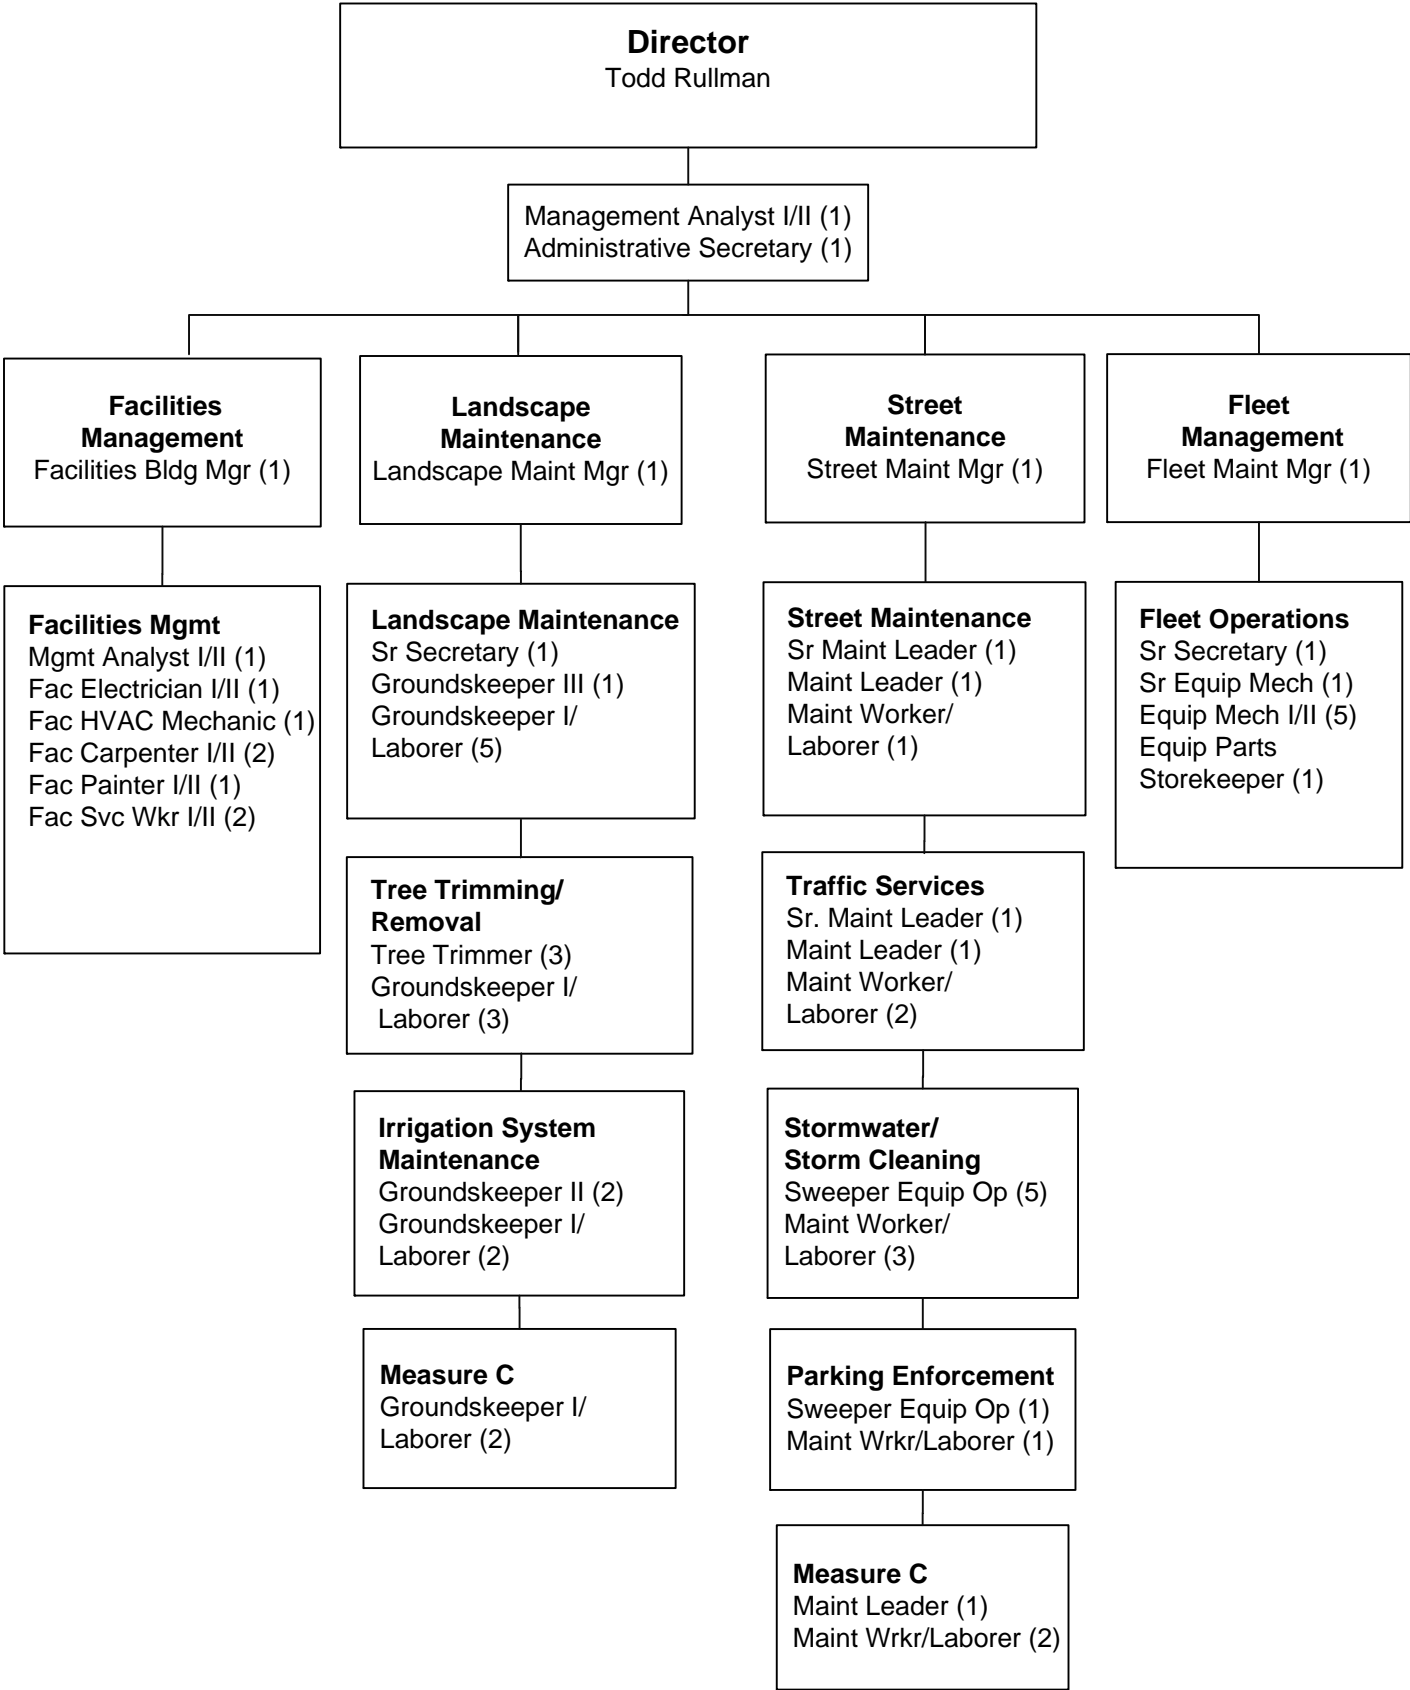 Director
Todd Rullman
Management Analyst I/II (1)
Administrative Secretary (1)
Facilities
Management
Facilities Bldg Mgr (1)
Landscape
Maintenance
Landscape Maint Mgr (1)
Street
Maintenance
Street Maint Mgr (1)
Fleet
Management
Fleet Maint Mgr (1)
Facilities Mgmt
Mgmt Analyst I/II (1)
Fac Electrician I/II (1)
Fac HVAC Mechanic (1)
Fac Carpenter I/II (2)
Fac Painter I/II (1)
Fac Svc Wkr I/II (2)
Landscape Maintenance
Sr Secretary (1)
Groundskeeper III (1)
Groundskeeper I/
Laborer (5)
Tree Trimming/
Removal
Tree Trimmer (3)
Groundskeeper I/
Laborer (3)
Irrigation System
Maintenance
Groundskeeper II (2)
Groundskeeper I/
Laborer (2)
Measure C
Groundskeeper I/
Laborer (2)
Street Maintenance
Sr Maint Leader (1)
Maint Leader (1)
Maint Worker/
Laborer (1)
Traffic Services
Sr. Maint Leader (1)
Maint Leader (1)
Maint Worker/
Laborer (2)
Stormwater/
Storm Cleaning
Sweeper Equip Op (5)
Maint Worker/
Laborer (3)
Parking Enforcement
Sweeper Equip Op (1)
Maint Wrkr/Laborer (1)
Measure C
Maint Leader (1)
Maint Wrkr/Laborer (2)
Fleet Operations
Sr Secretary (1)
Sr Equip Mech (1)
Equip Mech I/II (5)
Equip Parts
Storekeeper (1)